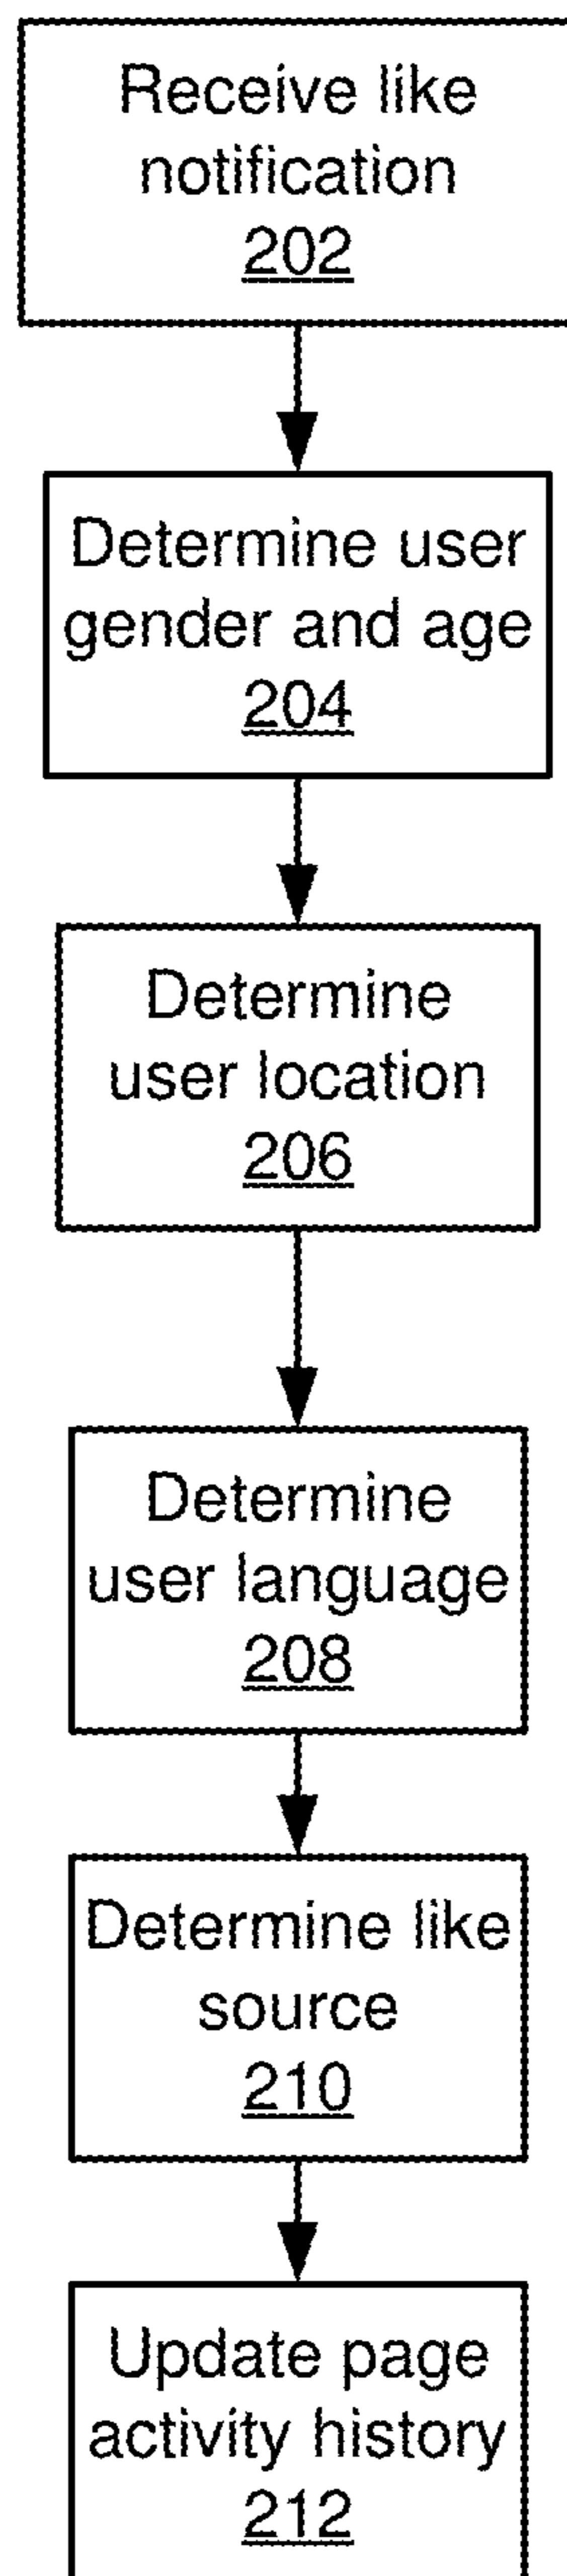 Receive like
notification
202
Determine user
gender and age
204
Determine
user location
206
Determine
user language
208
Determine like
source
210
Update page
activity history
212